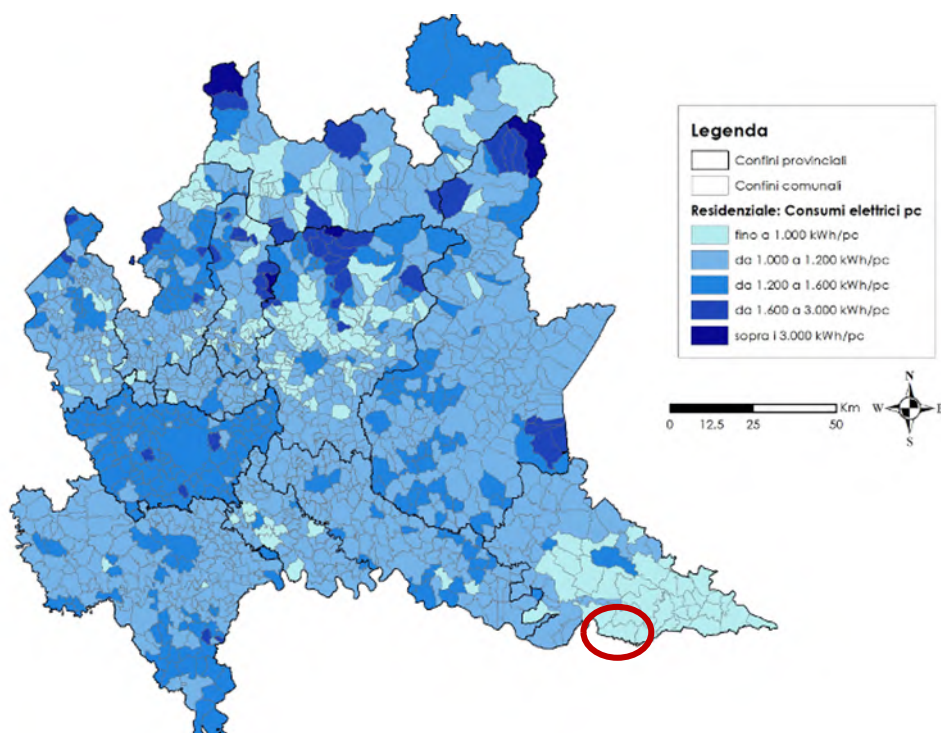 Legenda
Confini provinciali
Confini comunali
Residenziale: Consumi elettrici pc
fino a 1.000 kWh/pc
da 1.000 a 1.200 kWh/pc
da 1.200 a 1.600 kWh/pc
da 1.600 a 3.000 kWh/pc
sopra i 3.000 kWh/pc
N
W E
S
Km
0 12.5 25 50